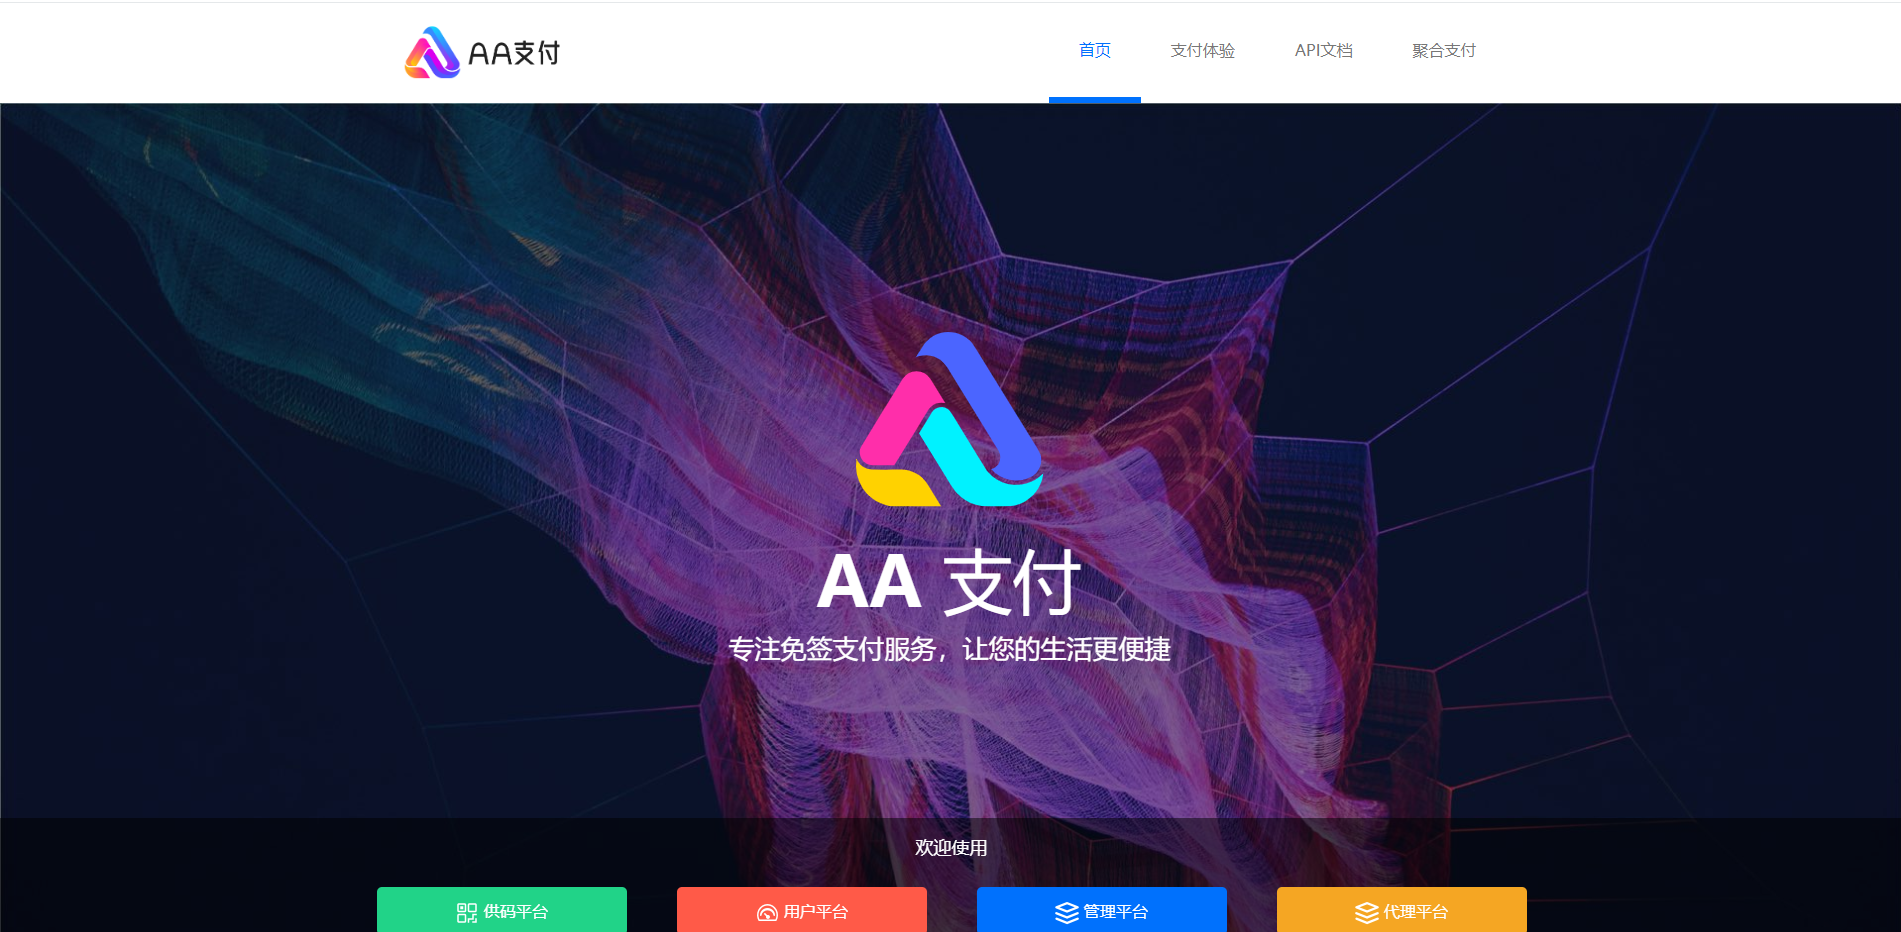 AA支付
首页 支付体验 API文档 聚合支付
AA 支付
专注免签支付服务，让您的生活更便捷
欢迎使用
供码平台 用户平台 管理平台 代理平台